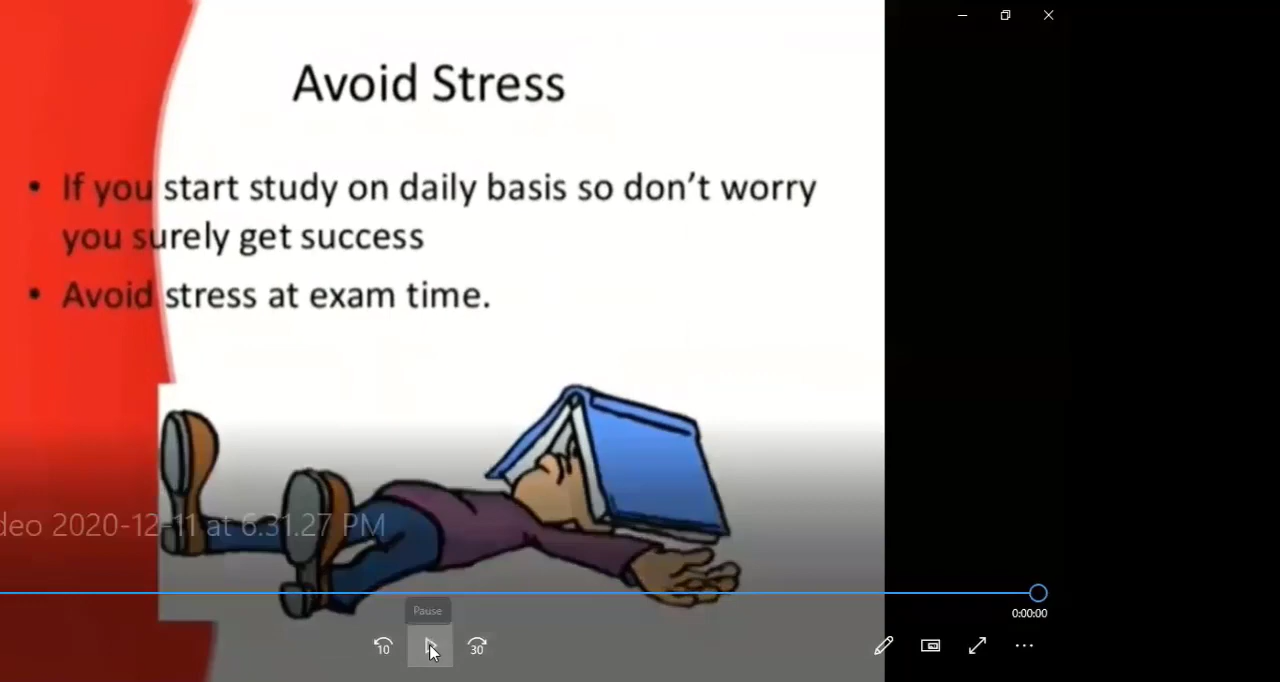 Avoid Stress
• If you start study on daily basis so don't worry
you surely get success
• Avoid stress at exam time.
deo 2020-12-11 at 6.31.27 PM
0:00:00
Pause
10
30